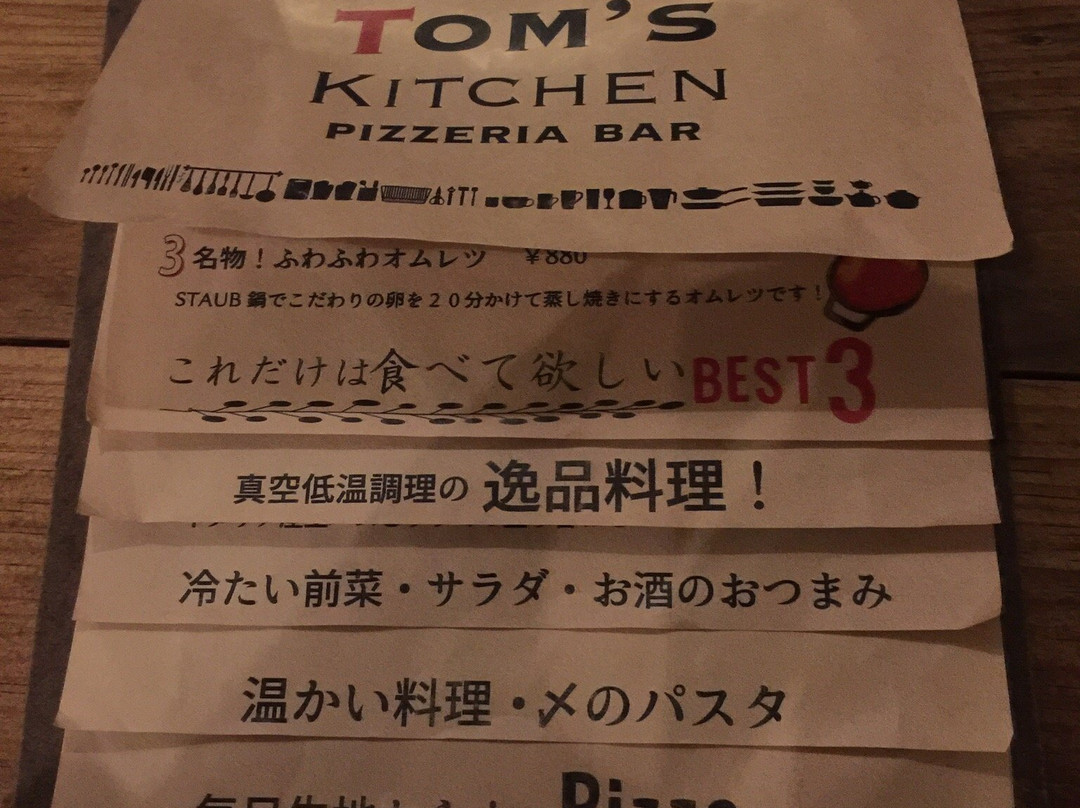 TOM'S
KITCHEN
PIZZERIA BAR
3 名物！ふわふわオムレツ ￥880
STAUB 鍋でこだわりの卵を２０分かけて蒸し焼きにするオムレツです！
これだけは食べて欲しい BEST 3
真空低温調理の 逸品料理！
冷たい前菜・サラダ・お酒のおつまみ
温かい料理・〆のパスタ
Pizza